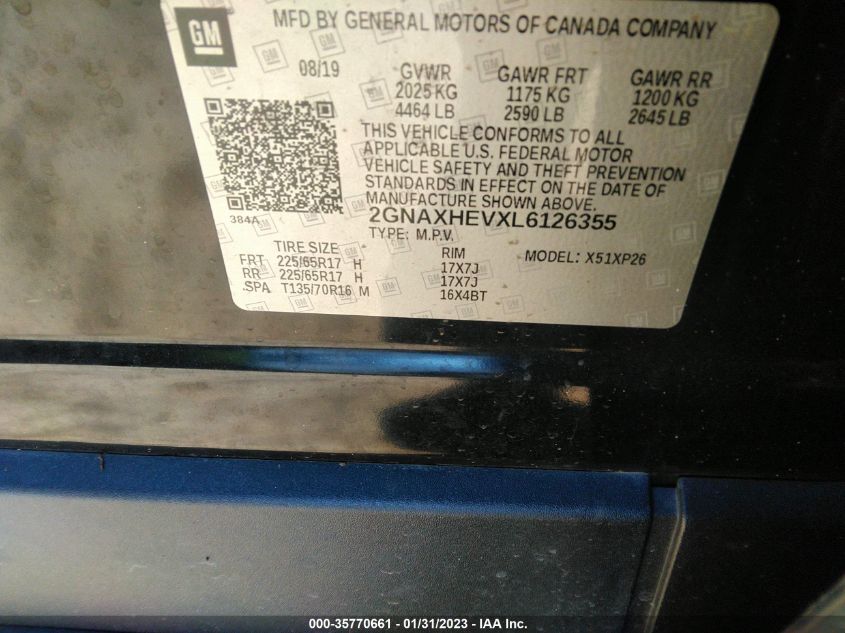 GM
MFD BY GENERAL MOTORS OF CANADA COMPANY
08/19 GVWR GAWR FRT GAWR RR
2025 KG 1175 KG 1200 KG
4464 LB 2590 LB 2645 LB
THIS VEHICLE CONFORMS TO ALL
APPLICABLE U.S. FEDERAL MOTOR
VEHICLE SAFETY AND THEFT PREVENTION
STANDARDS IN EFFECT ON THE DATE OF
MANUFACTURE SHOWN ABOVE.
384A
2GNAXHEVXL6126355
TYPE: M.P.V.
TIRE SIZE RIM MODEL: X51XP26
FRT 225/65R17 H 17X7J
RR 225/65R17 H 17X7J
SPA T135/70R16 M 16X4BT
000-35770661 - 01/31/2023 - IAA Inc.